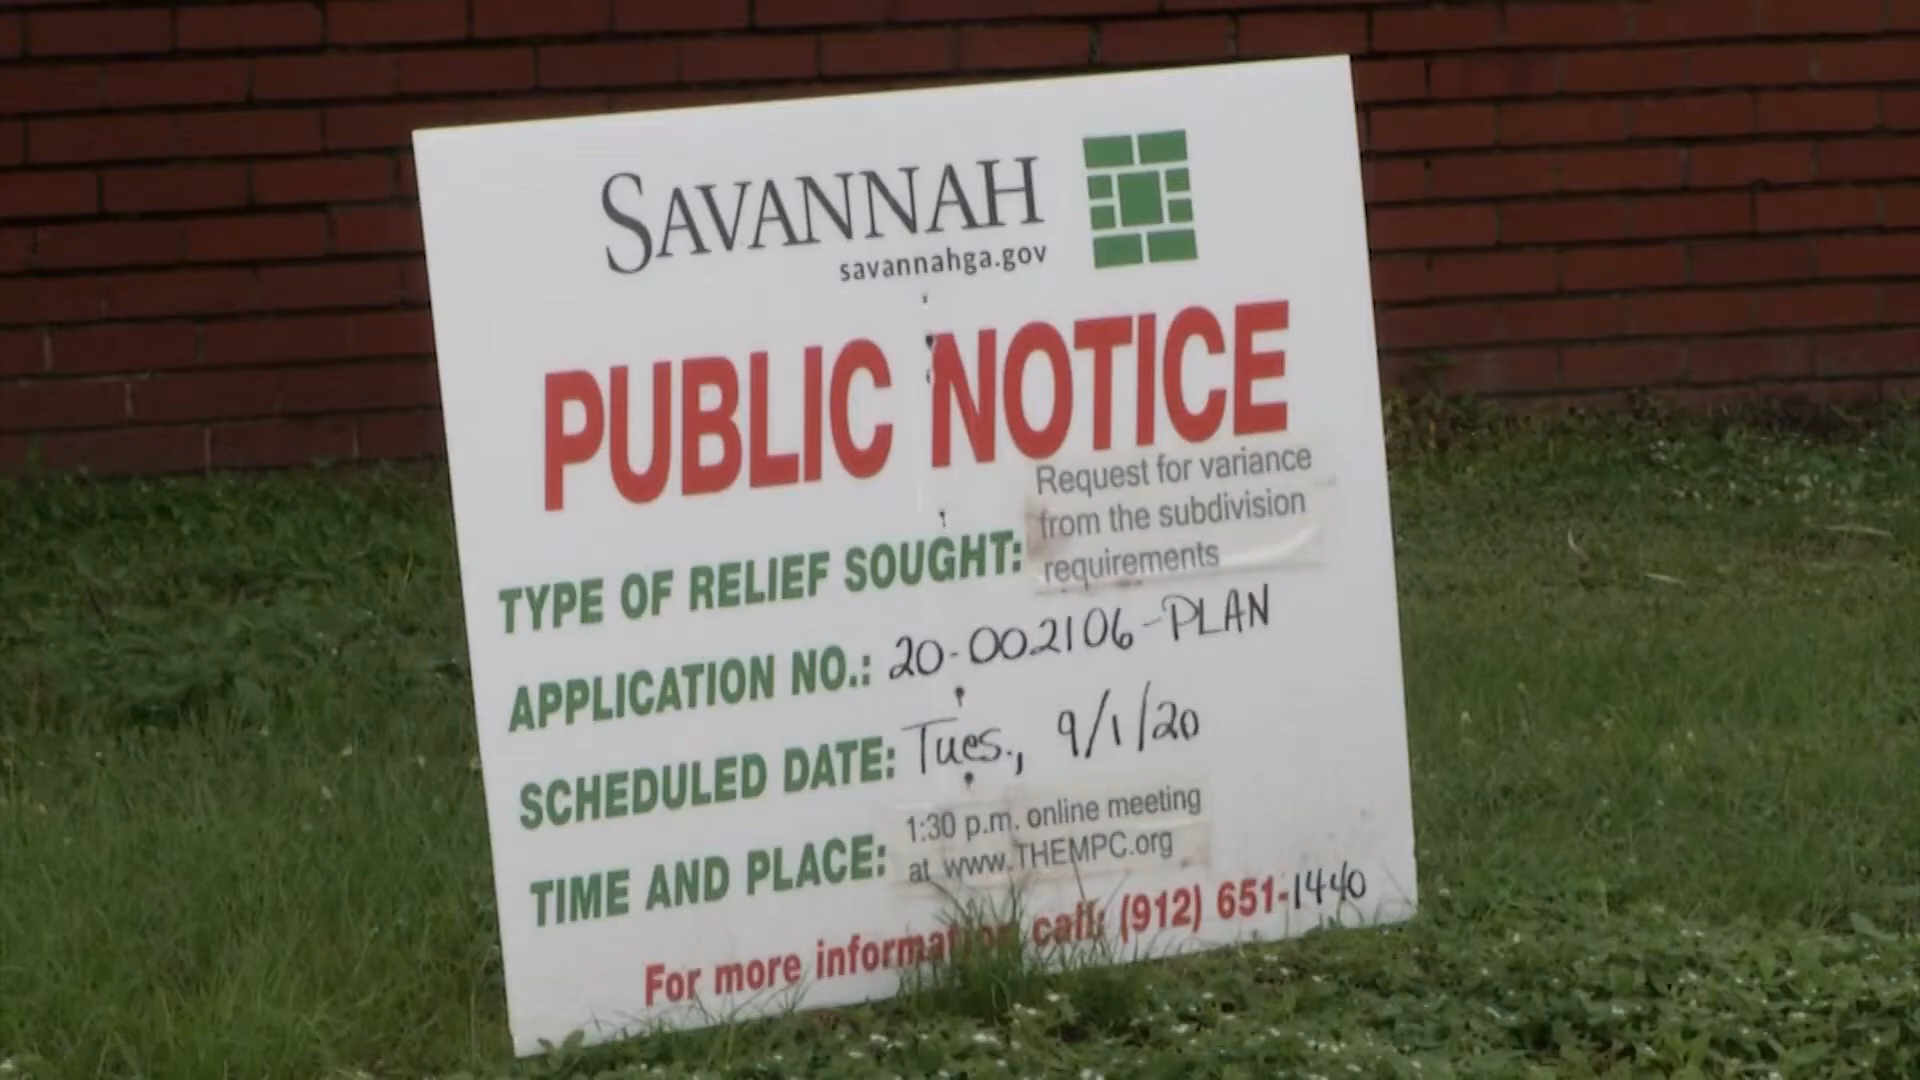 SAVANNAH
savannahga.gov
PUBLIC NOTICE
TYPE OF RELIEF SOUGHT: Request for variance
from the subdivision
requirements
APPLICATION NO.: 20-002106-PLAN
SCHEDULED DATE: Tues., 9/1/20
TIME AND PLACE: 1:30 p.m. online meeting
at www.THEMPC.org
For more information call: (912) 651-1440